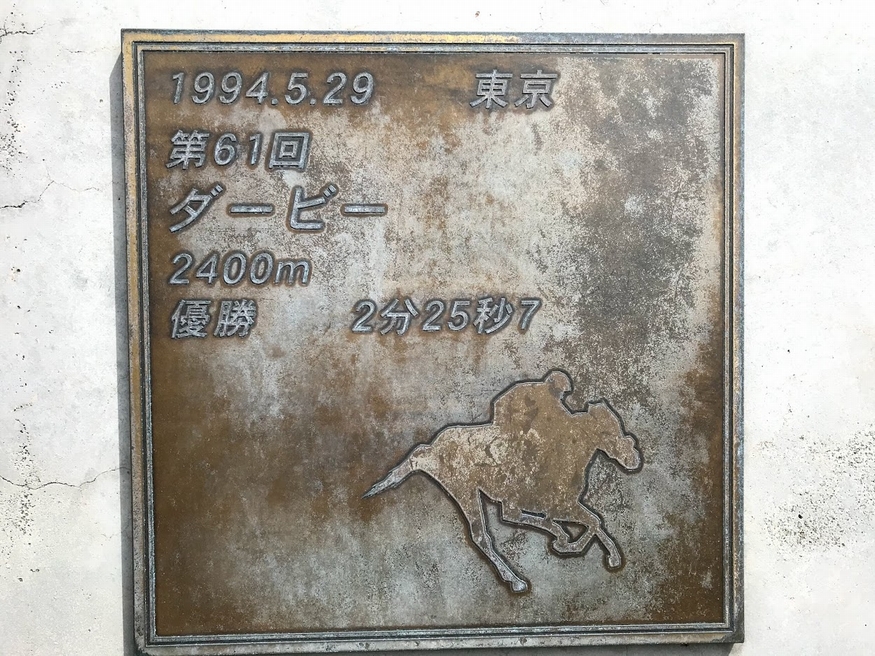 1994.5.29 東京
第61回
ダービー
2400m
優勝 2分25秒7